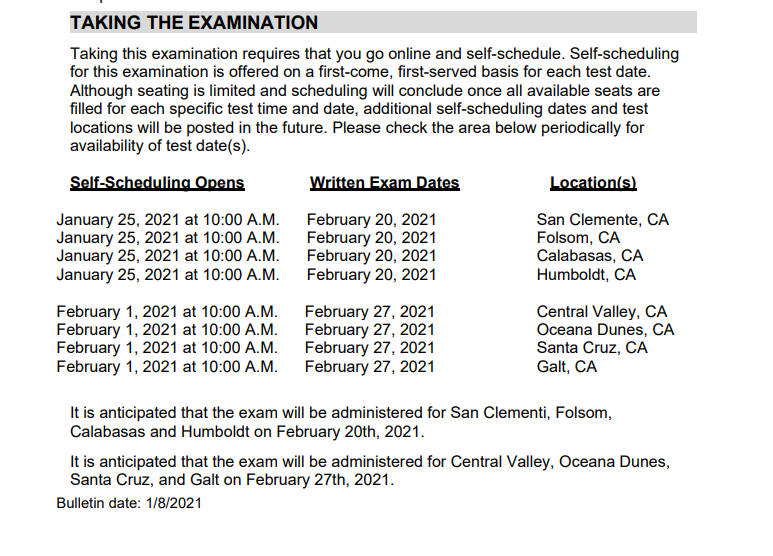 TAKING THE EXAMINATION
Taking this examination requires that you go online and self-schedule. Self-scheduling
for this examination is offered on a first-come, first-served basis for each test date.
Although seating is limited and scheduling will conclude once all available seats are
filled for each specific test time and date, additional self-scheduling dates and test
locations will be posted in the future. Please check the area below periodically for
availability of test date(s).
Self-Scheduling Opens Written Exam Dates Location(s)
January 25, 2021 at 10:00 A.M. February 20, 2021 San Clemente, CA
January 25, 2021 at 10:00 A.M. February 20, 2021 Folsom, CA
January 25, 2021 at 10:00 A.M. February 20, 2021 Calabasas, CA
January 25, 2021 at 10:00 A.M. February 20, 2021 Humboldt, CA
February 1, 2021 at 10:00 A.M. February 27, 2021 Central Valley, CA
February 1, 2021 at 10:00 A.M. February 27, 2021 Oceana Dunes, CA
February 1, 2021 at 10:00 A.M. February 27, 2021 Santa Cruz, CA
February 1, 2021 at 10:00 A.M. February 27, 2021 Galt, CA
It is anticipated that the exam will be administered for San Clementi, Folsom,
Calabasas and Humboldt on February 20th, 2021.
It is anticipated that the exam will be administered for Central Valley, Oceana Dunes,
Santa Cruz, and Galt on February 27th, 2021.
Bulletin date: 1/8/2021